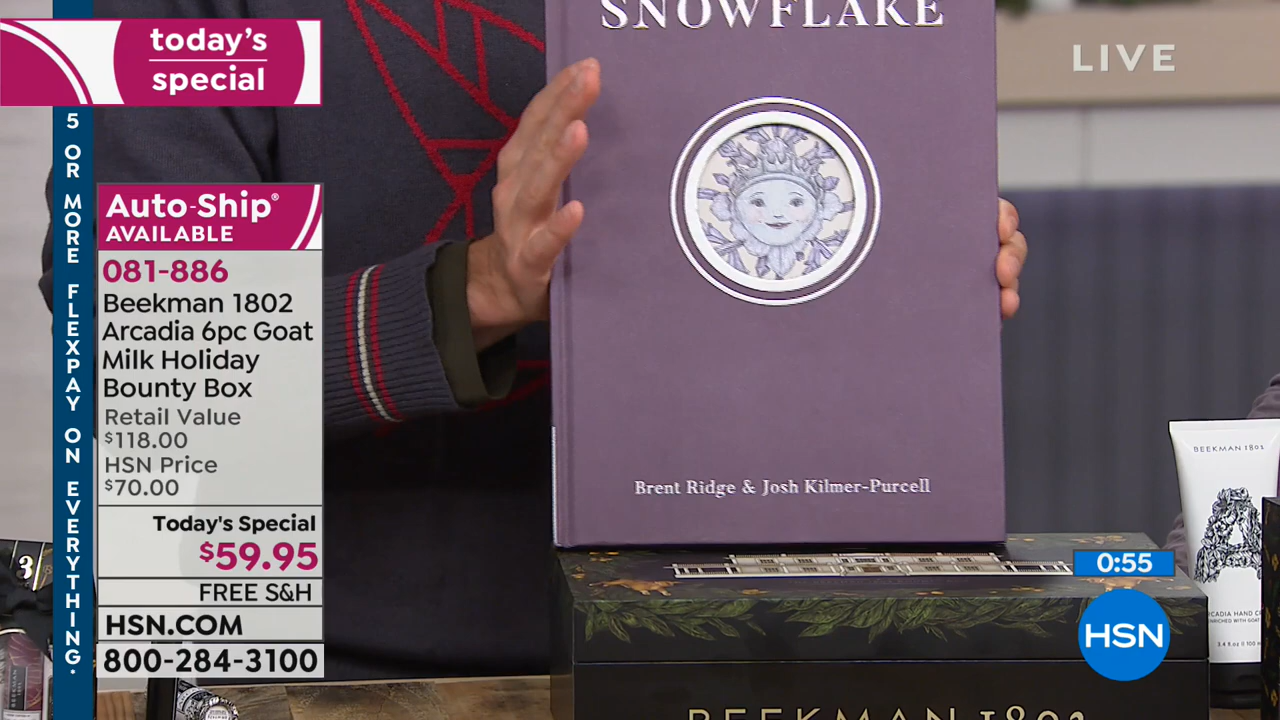 today's
special
5 OR MORE FLEXPAY ON EVERYTHING.
Auto-Ship®
AVAILABLE
081-886
Beekman 1802
Arcadia 6pc Goat
Milk Holiday
Bounty Box
Retail Value
$118.00
HSN Price
$70.00
Today's Special
$59.95
FREE S&H
HSN.COM
800-284-3100
SNOWFLAKE
Brent Ridge & Josh Kilmer-Purcell
LIVE
BEEKMAN 1802
0:55
HSN
BEEKMAN 1802